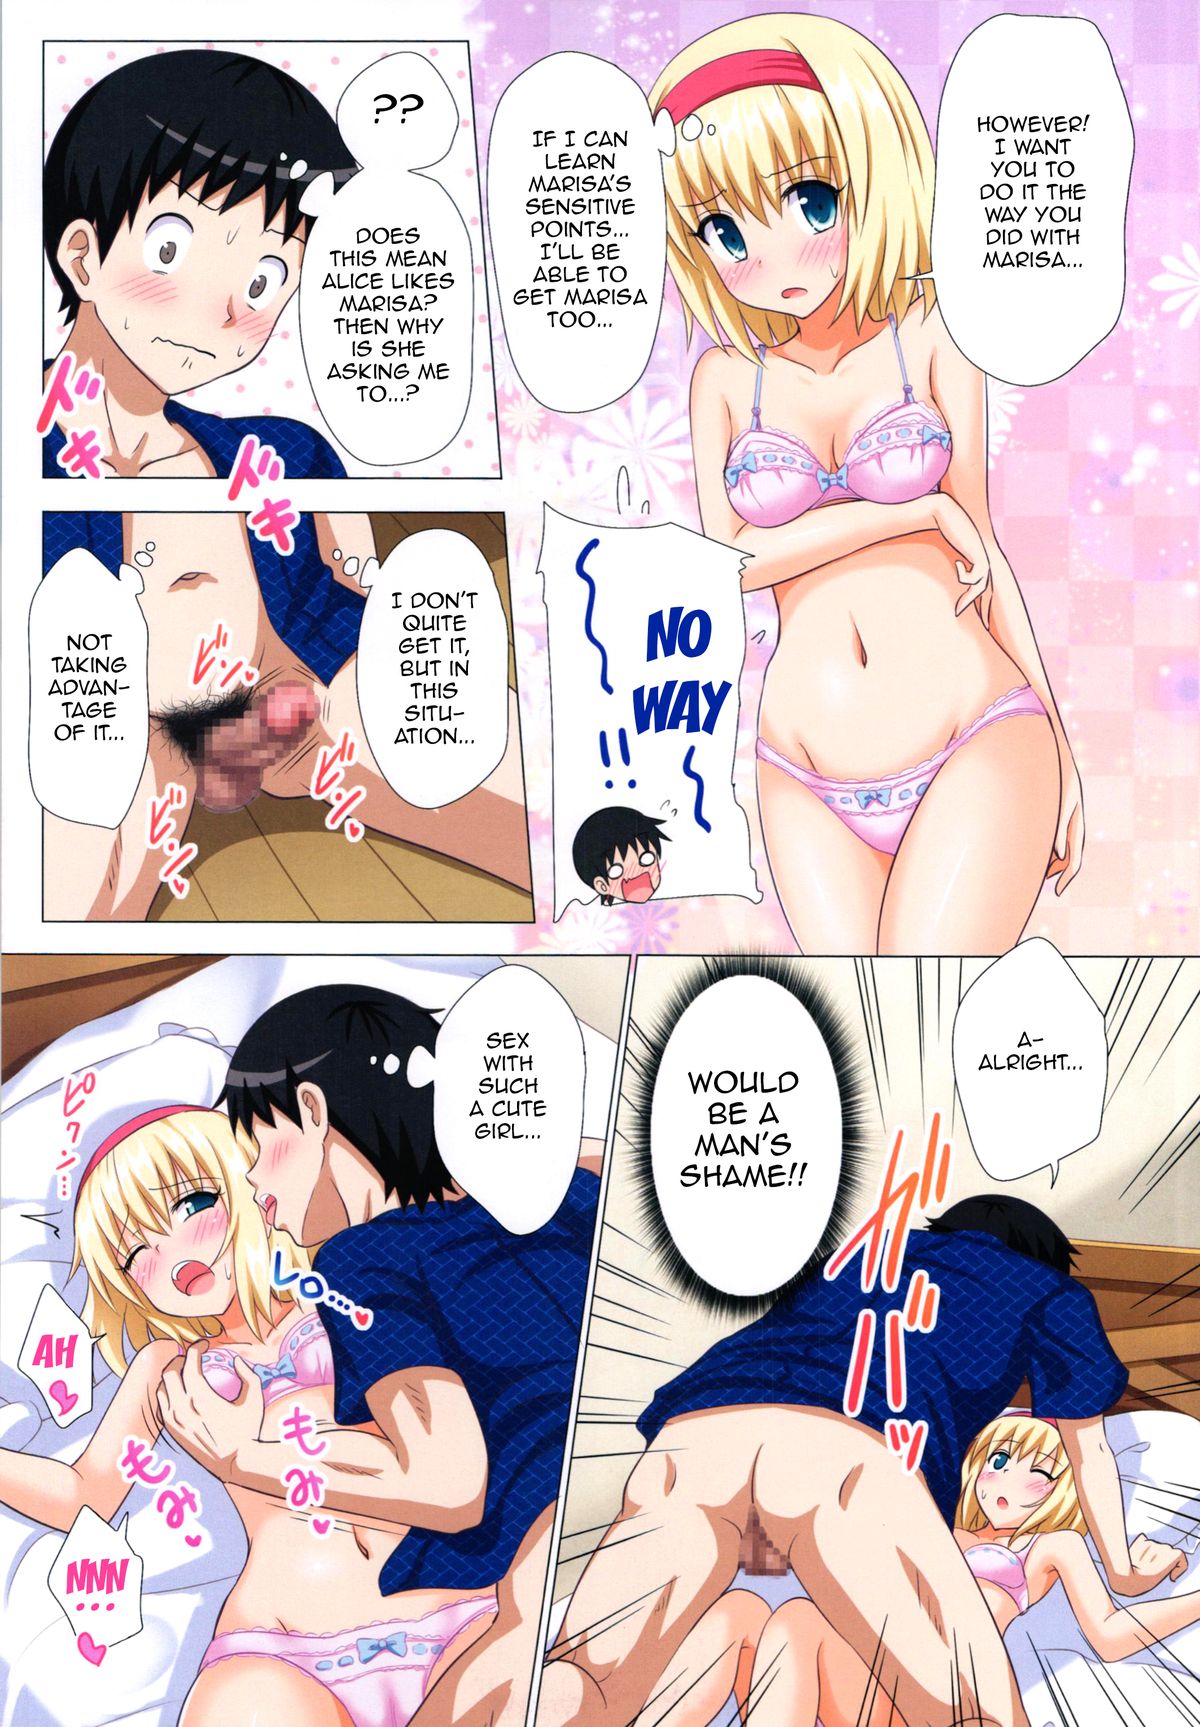 HOWEVER!
I WANT
YOU TO
DO IT THE
WAY YOU
DID WITH
MARISA...
IF I CAN
LEARN
MARISA'S
SENSITIVE
POINTS...
I'LL BE
ABLE TO
GET MARISA
TOO...
NO
WAY
!!
??
DOES
THIS MEAN
ALICE LIKES
MARISA?
THEN WHY
IS SHE
ASKING ME
TO...?
ドキ
ドキ
I DON'T
QUITE
GET IT,
BUT IN
THIS
SITU-
ATION...
NOT
TAKING
ADVAN-
TAGE
OF IT...
ビン
ビン
ビン
A-
ALRIGHT...
WOULD
BE A
MAN'S
SHAME!!
ガバッ
SEX
WITH
SUCH
A CUTE
GIRL...
ピクン...
レロ...
AH
もみ
もみ
NNN
...